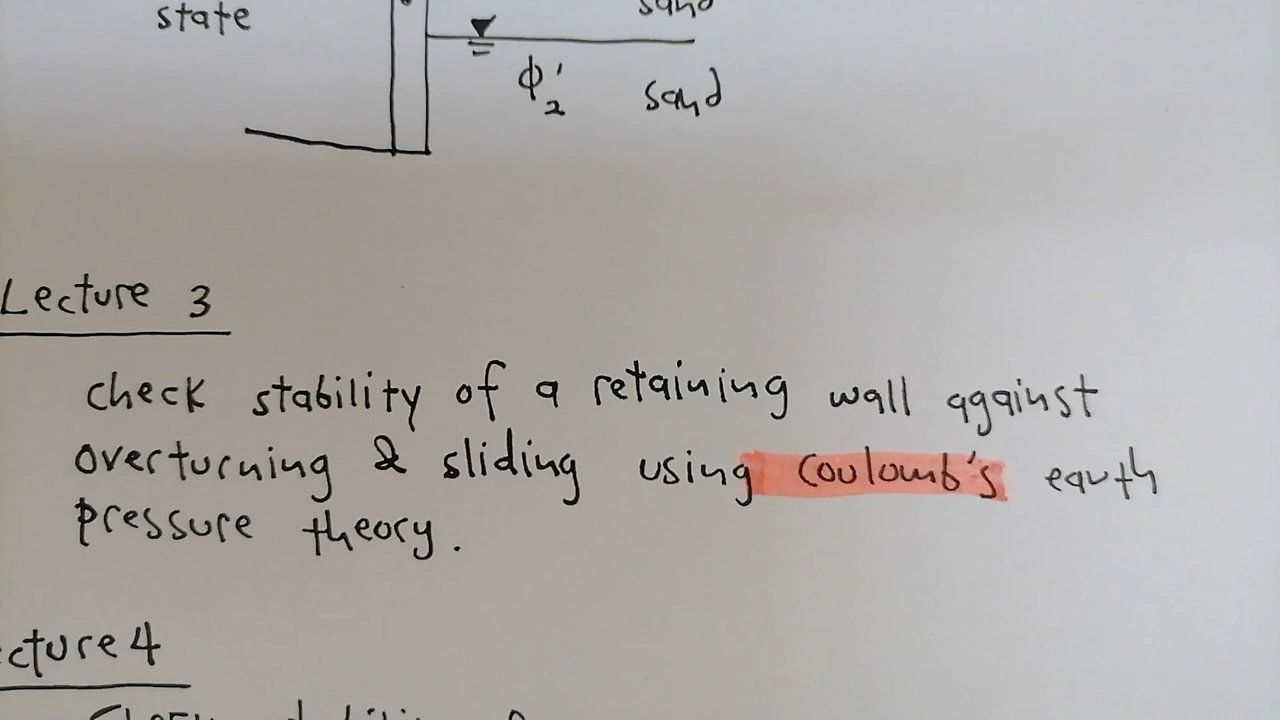 sand
state
ϕ'₂ sand
Lecture 3
check stability of a retaining wall against
overturning & sliding using Coulomb's earth
pressure theory.
cture 4